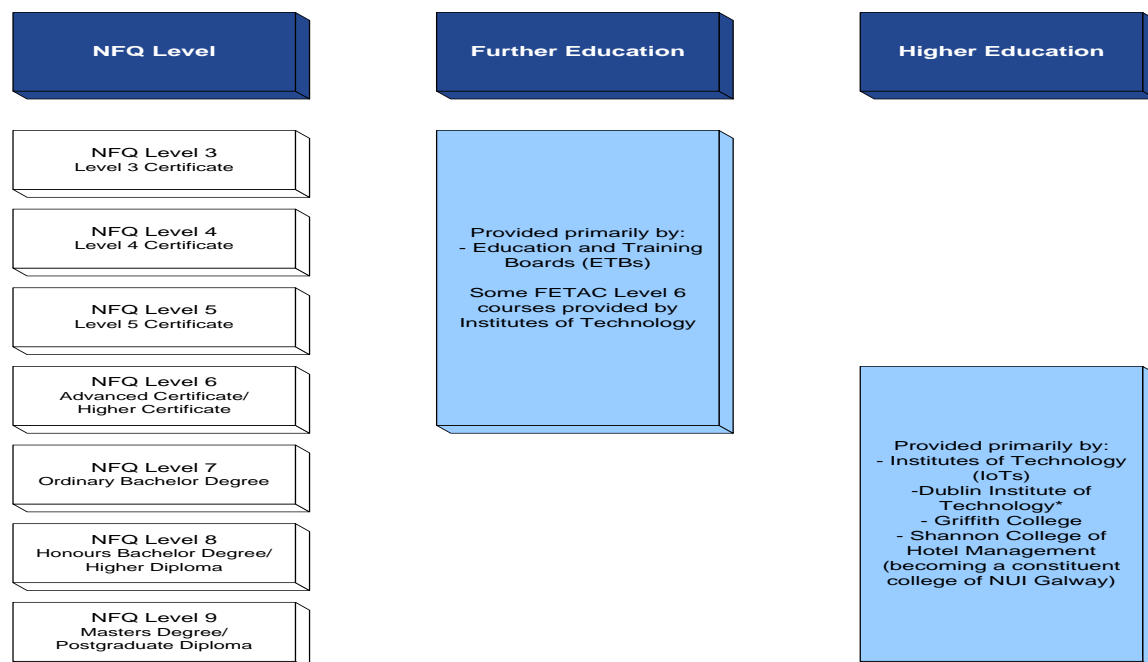 NFQ Level
Further Education
Higher Education
NFQ Level 3
Level 3 Certificate
NFQ Level 4
Level 4 Certificate
NFQ Level 5
Level 5 Certificate
NFQ Level 6
Advanced Certificate/
Higher Certificate
NFQ Level 7
Ordinary Bachelor Degree
NFQ Level 8
Honours Bachelor Degree/
Higher Diploma
NFQ Level 9
Masters Degree/
Postgraduate Diploma
Provided primarily by:
- Education and Training
Boards (ETBs)
Some FETAC Level 6
courses provided by
Institutes of Technology
Provided primarily by:
- Institutes of Technology
(IoTs)
-Dublin Institute of
Technology*
- Griffith College
- Shannon College of
Hotel Management
(becoming a constituent
college of NUI Galway)